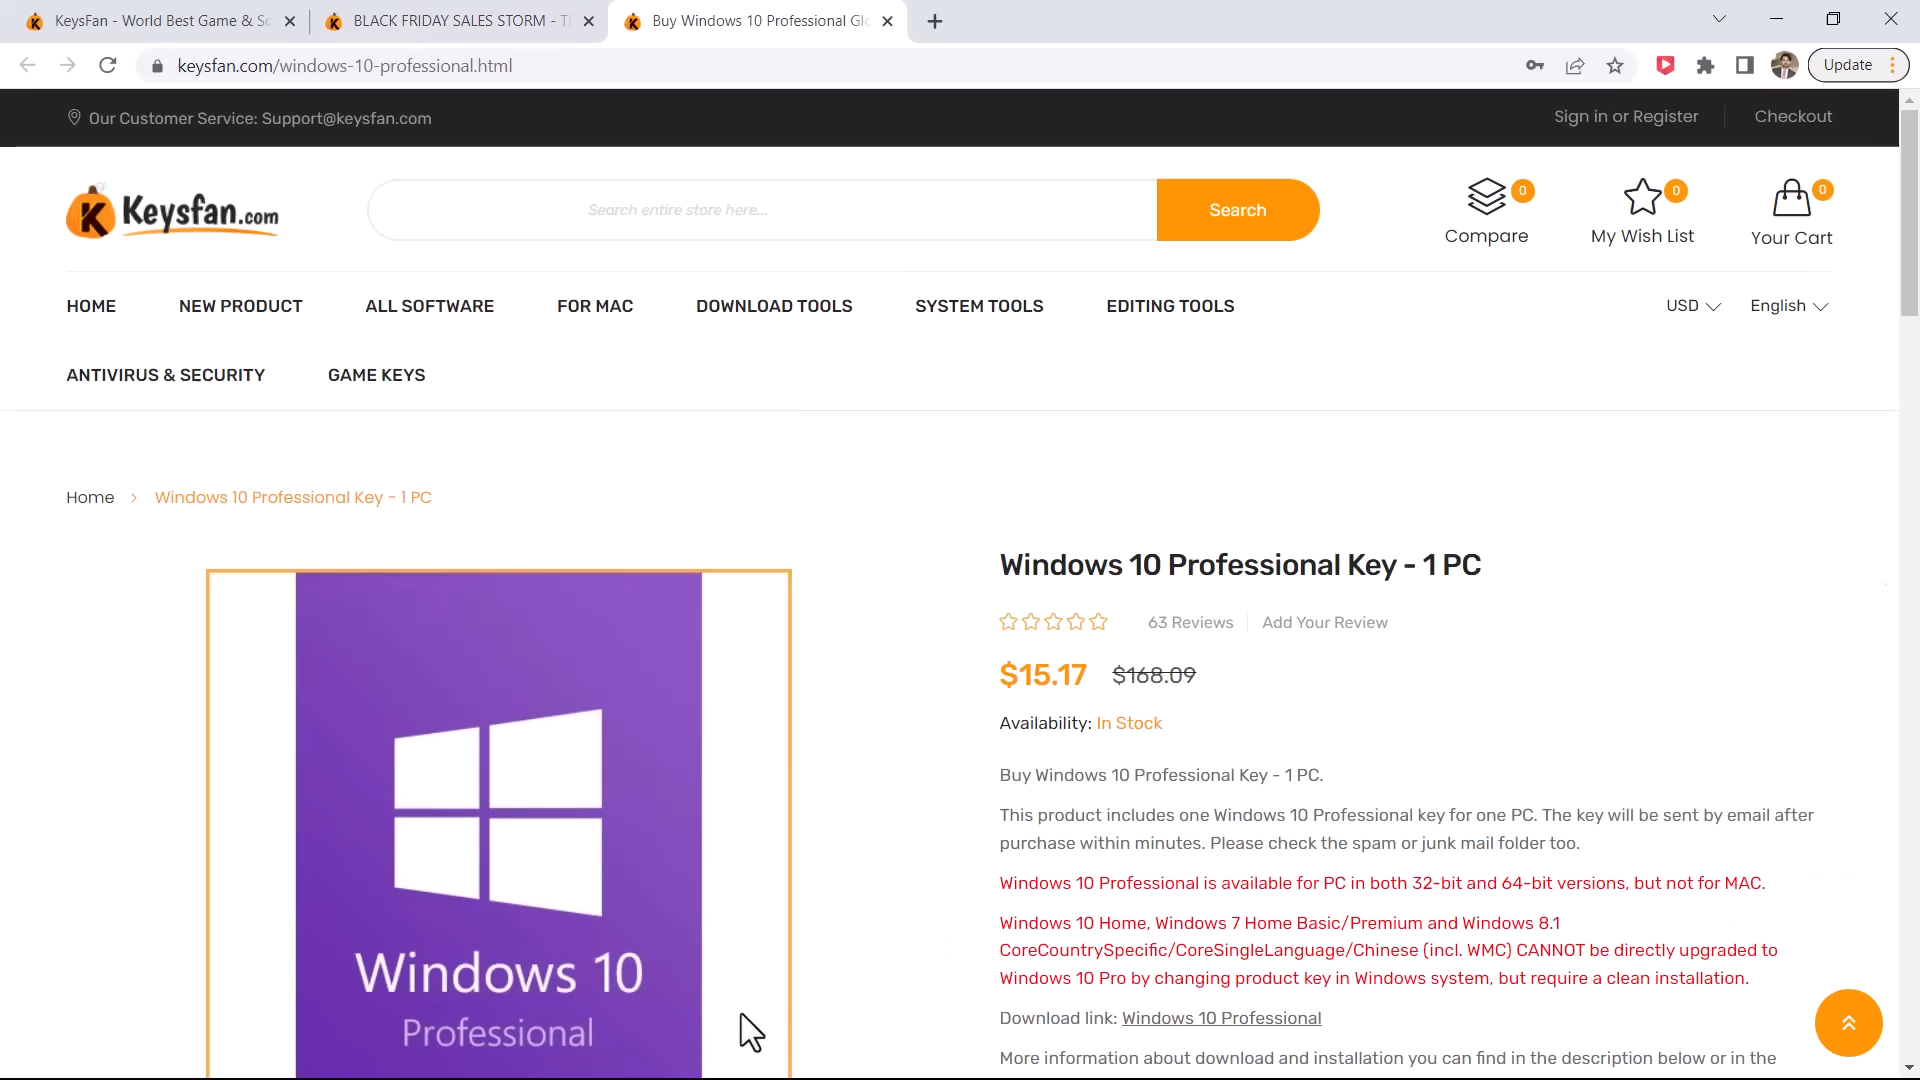 KeysFan - World Best Game & So
BLACK FRIDAY SALES STORM - T
Buy Windows 10 Professional Glo
keysfan.com/windows-10-professional.html
Update
Our Customer Service: Support@keysfan.com
Sign in or Register
Checkout
Keysfan.com
Search entire store here...
Search
0
Compare
0
My Wish List
0
Your Cart
HOME
NEW PRODUCT
ALL SOFTWARE
FOR MAC
DOWNLOAD TOOLS
SYSTEM TOOLS
EDITING TOOLS
USD
English
ANTIVIRUS & SECURITY
GAME KEYS
Home > Windows 10 Professional Key - 1 PC
Windows 10
Professional
Windows 10 Professional Key - 1 PC
63 Reviews
Add Your Review
$15.17 $168.09
Availability: In Stock
Buy Windows 10 Professional Key - 1 PC.
This product includes one Windows 10 Professional key for one PC. The key will be sent by email after
purchase within minutes. Please check the spam or junk mail folder too.
Windows 10 Professional is available for PC in both 32-bit and 64-bit versions, but not for MAC.
Windows 10 Home, Windows 7 Home Basic/Premium and Windows 8.1
CoreCountrySpecific/CoreSingleLanguage/Chinese (incl. WMC) CANNOT be directly upgraded to
Windows 10 Pro by changing product key in Windows system, but require a clean installation.
Download link: Windows 10 Professional
More information about download and installation you can find in the description below or in the